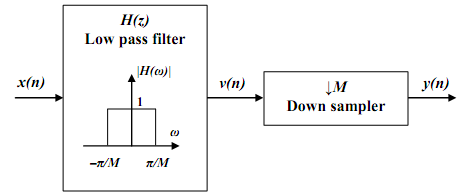 H(z)
Low pass filter
|H(ω)|
x(n)
1
ω
−π/M
π/M
v(n)
↓M
Down sampler
y(n)